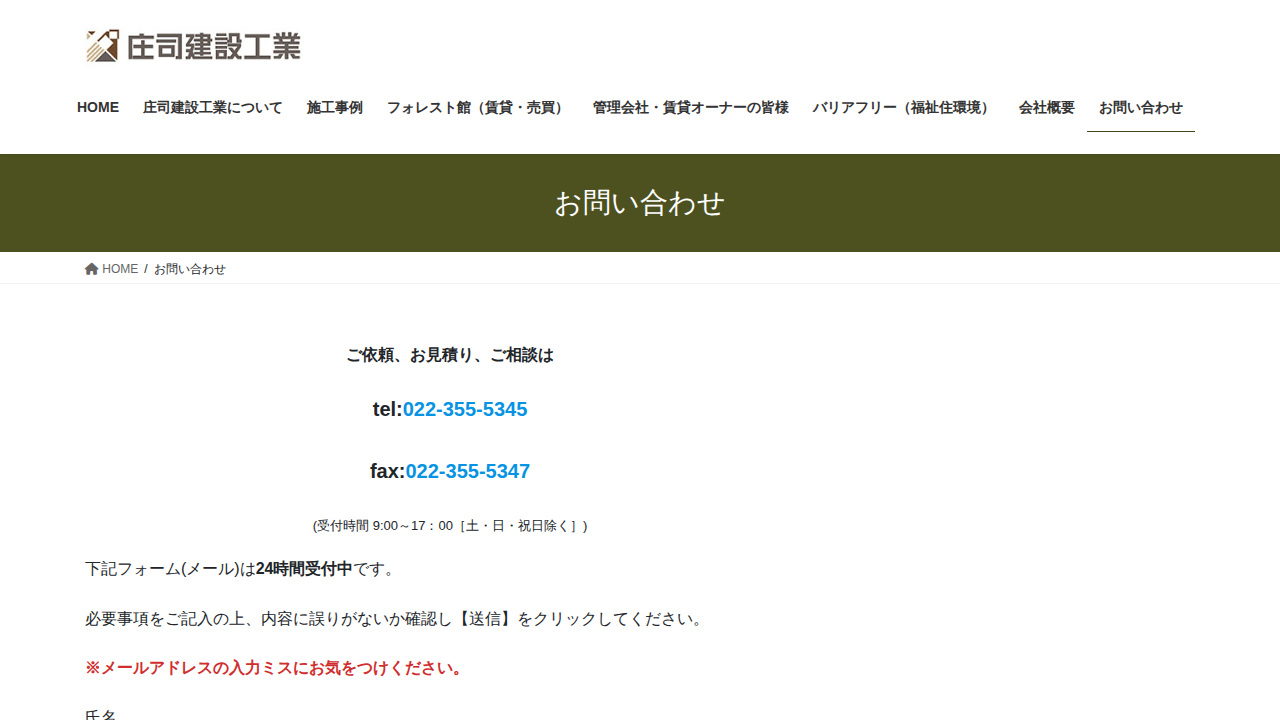 庄司建設工業
HOME 庄司建設工業について 施工事例 フォレスト館（賃貸・売買） 管理会社・賃貸オーナーの皆様 バリアフリー（福祉住環境） 会社概要 お問い合わせ
お問い合わせ
HOME / お問い合わせ
ご依頼、お見積り、ご相談は
tel:022-355-5345
fax:022-355-5347
(受付時間 9:00～17：00［土・日・祝日除く］)
下記フォーム(メール)は24時間受付中です。
必要事項をご記入の上、内容に誤りがないか確認し【送信】をクリックしてください。
※メールアドレスの入力ミスにお気をつけください。
氏名